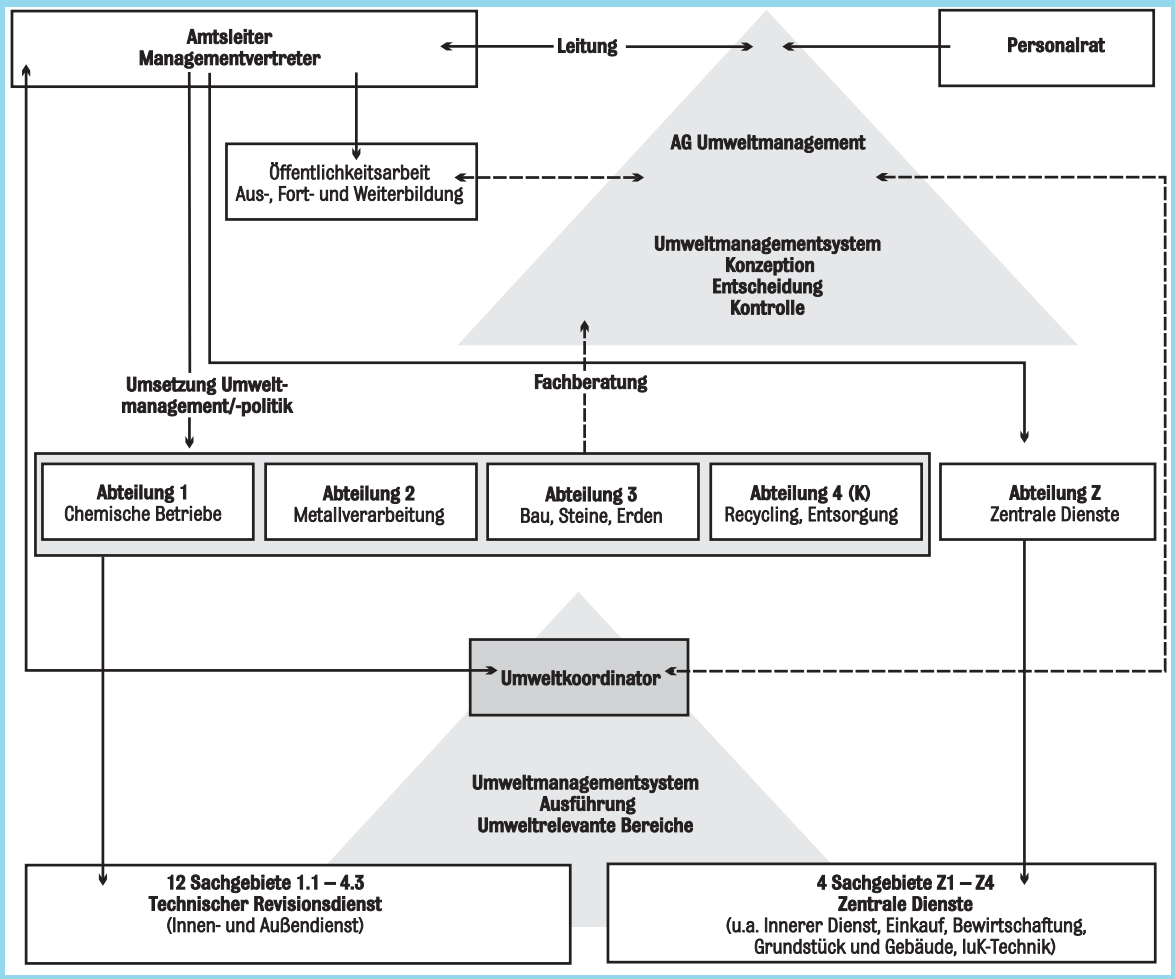 Amtsleiter
Managementvertreter
Leitung
Personalrat
AG Umweltmanagement
Öffentlichkeitsarbeit
Aus-, Fort- und Weiterbildung
Umweltmanagementsystem
Konzeption
Entscheidung
Kontrolle
Umsetzung Umwelt-
management/-politik
Fachberatung
Abteilung 1
Chemische Betriebe
Abteilung 2
Metallverarbeitung
Abteilung 3
Bau, Steine, Erden
Abteilung 4 (K)
Recycling, Entsorgung
Abteilung Z
Zentrale Dienste
Umweltkoordinator
Umweltmanagementsystem
Ausführung
Umweltrelevante Bereiche
12 Sachgebiete 1.1 – 4.3
Technischer Revisionsdienst
(Innen- und Außendienst)
4 Sachgebiete Z1 – Z4
Zentrale Dienste
(u.a. Innerer Dienst, Einkauf, Bewirtschaftung,
Grundstück und Gebäude, IuK-Technik)